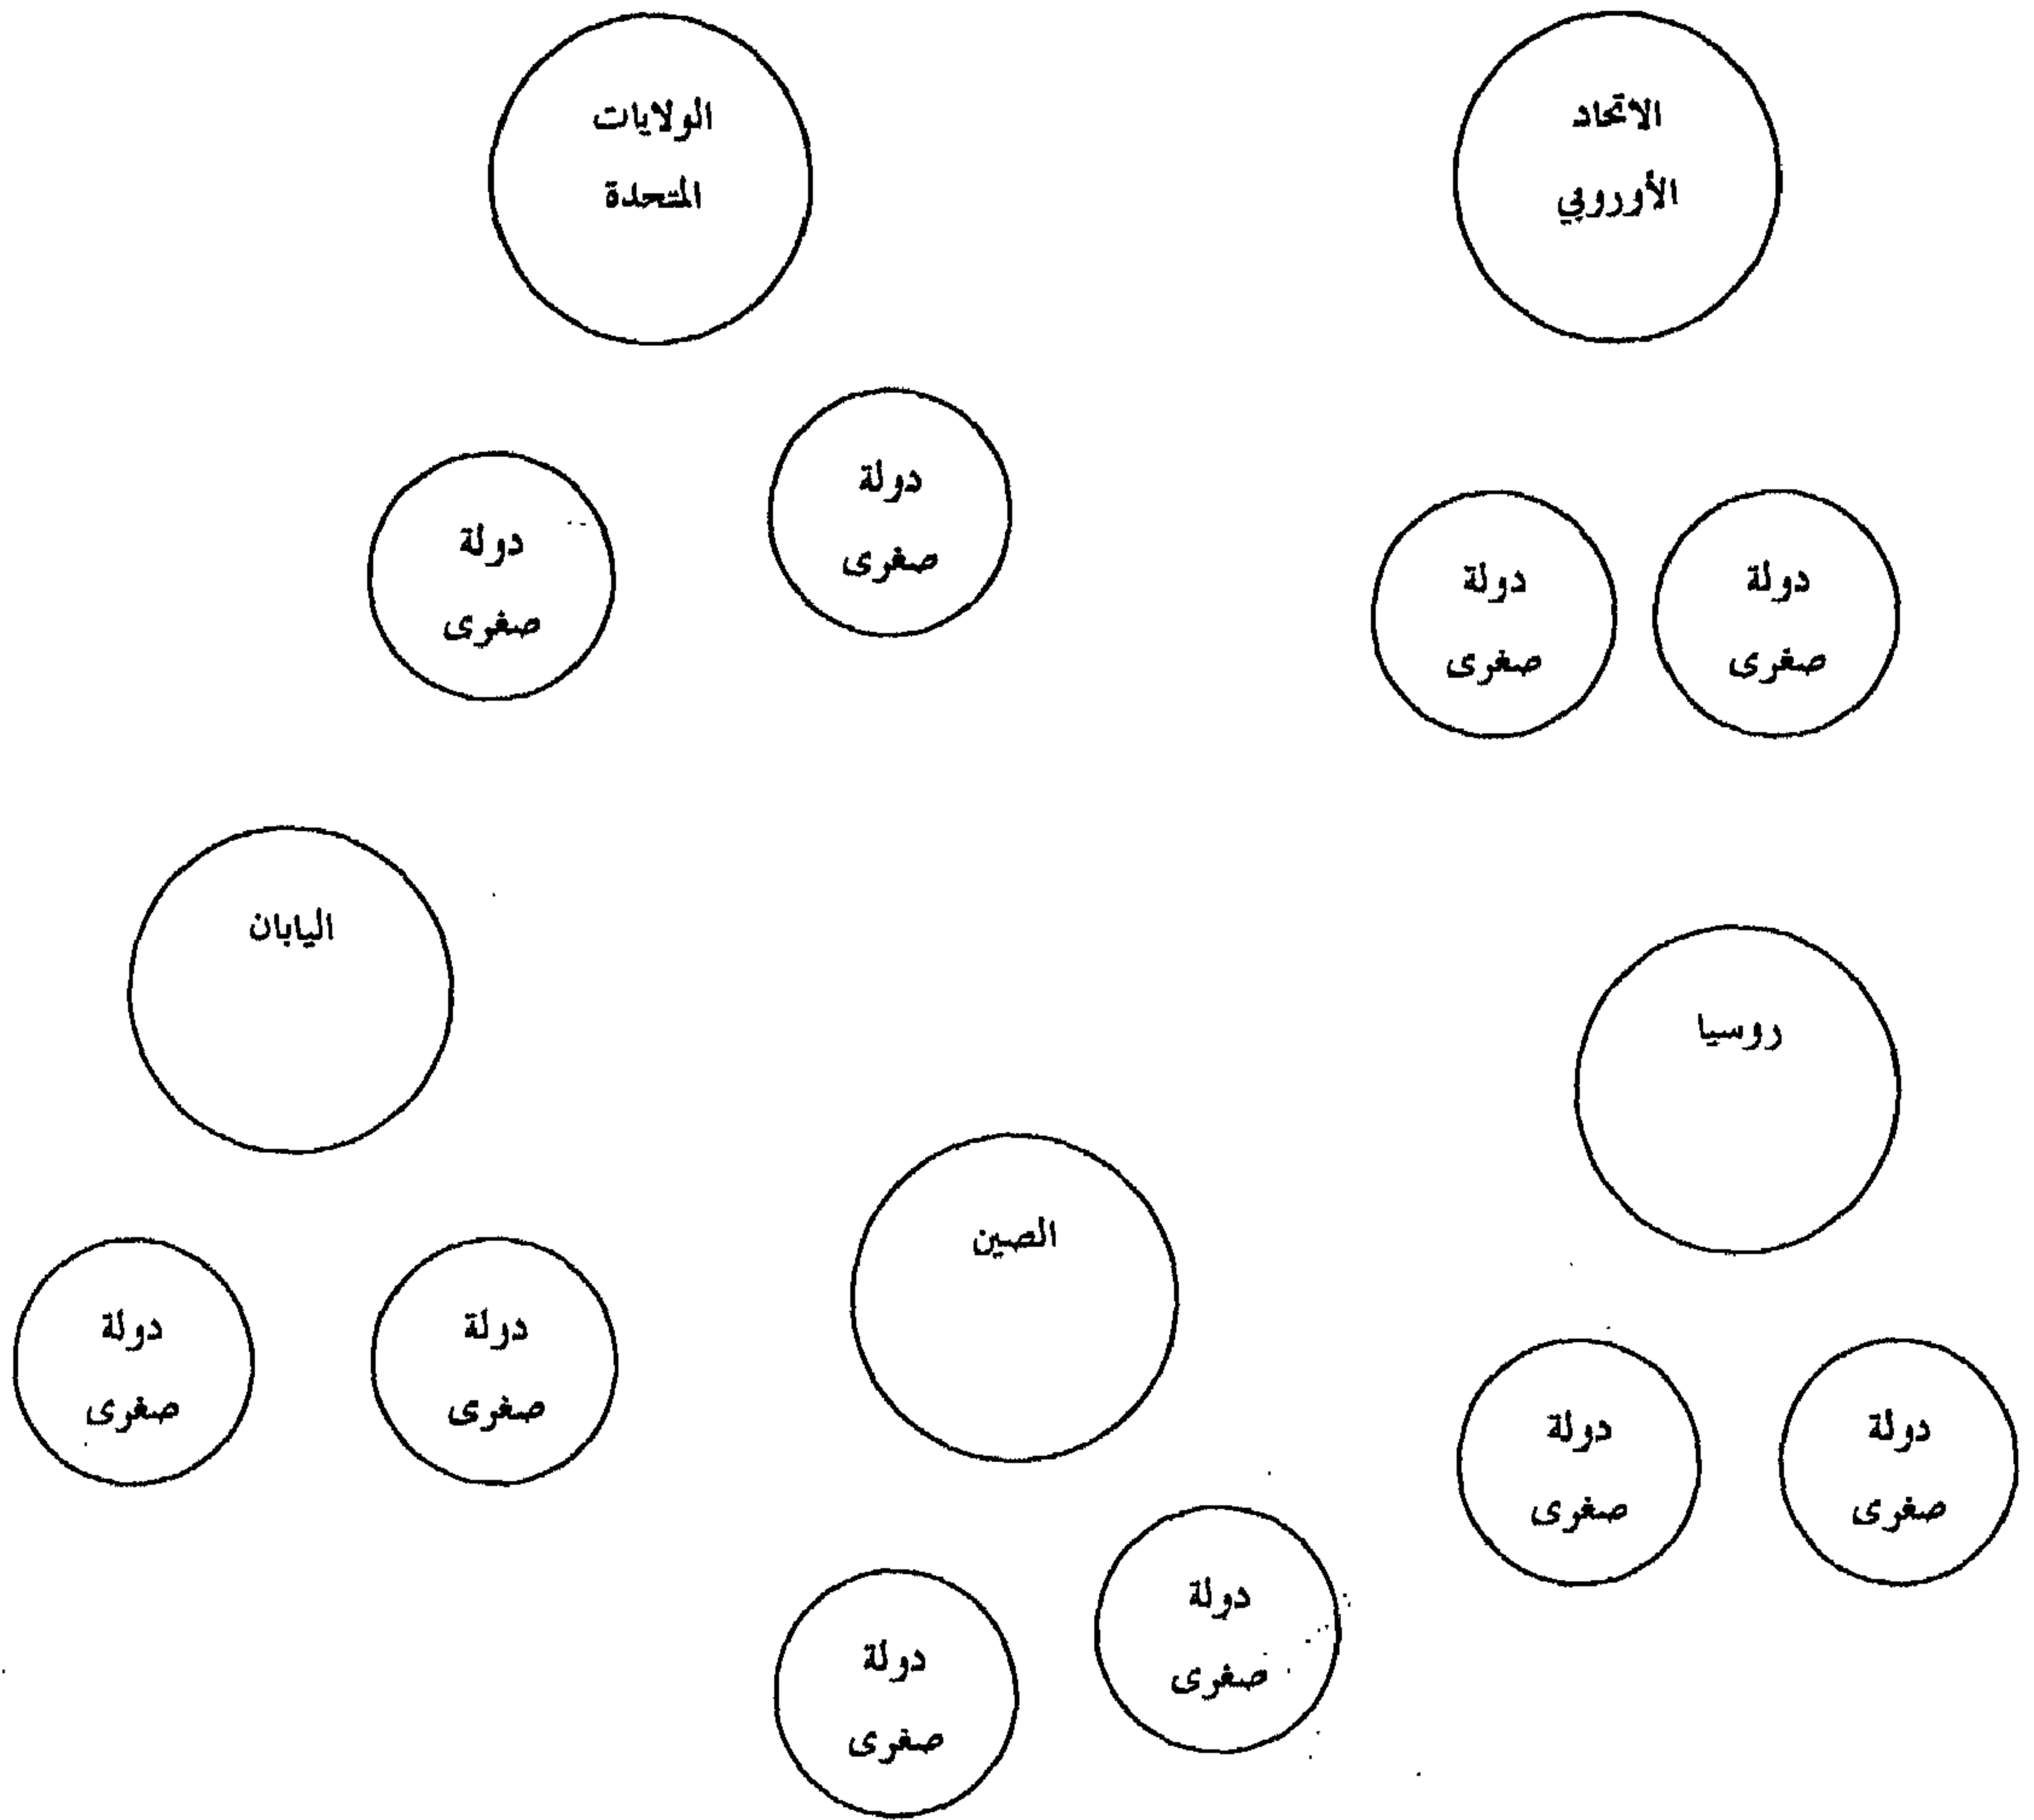 الاتحاد
الأوروبي
الولايات
المتحدة
دولة
صغرى
دولة
صغرى
دولة
صغرى
دولة
صغرى
روسيا
اليابان
الصين
دولة
صغرى
دولة
صغرى
دولة
صغرى
دولة
صغرى
دولة
صغرى
دولة
صغرى